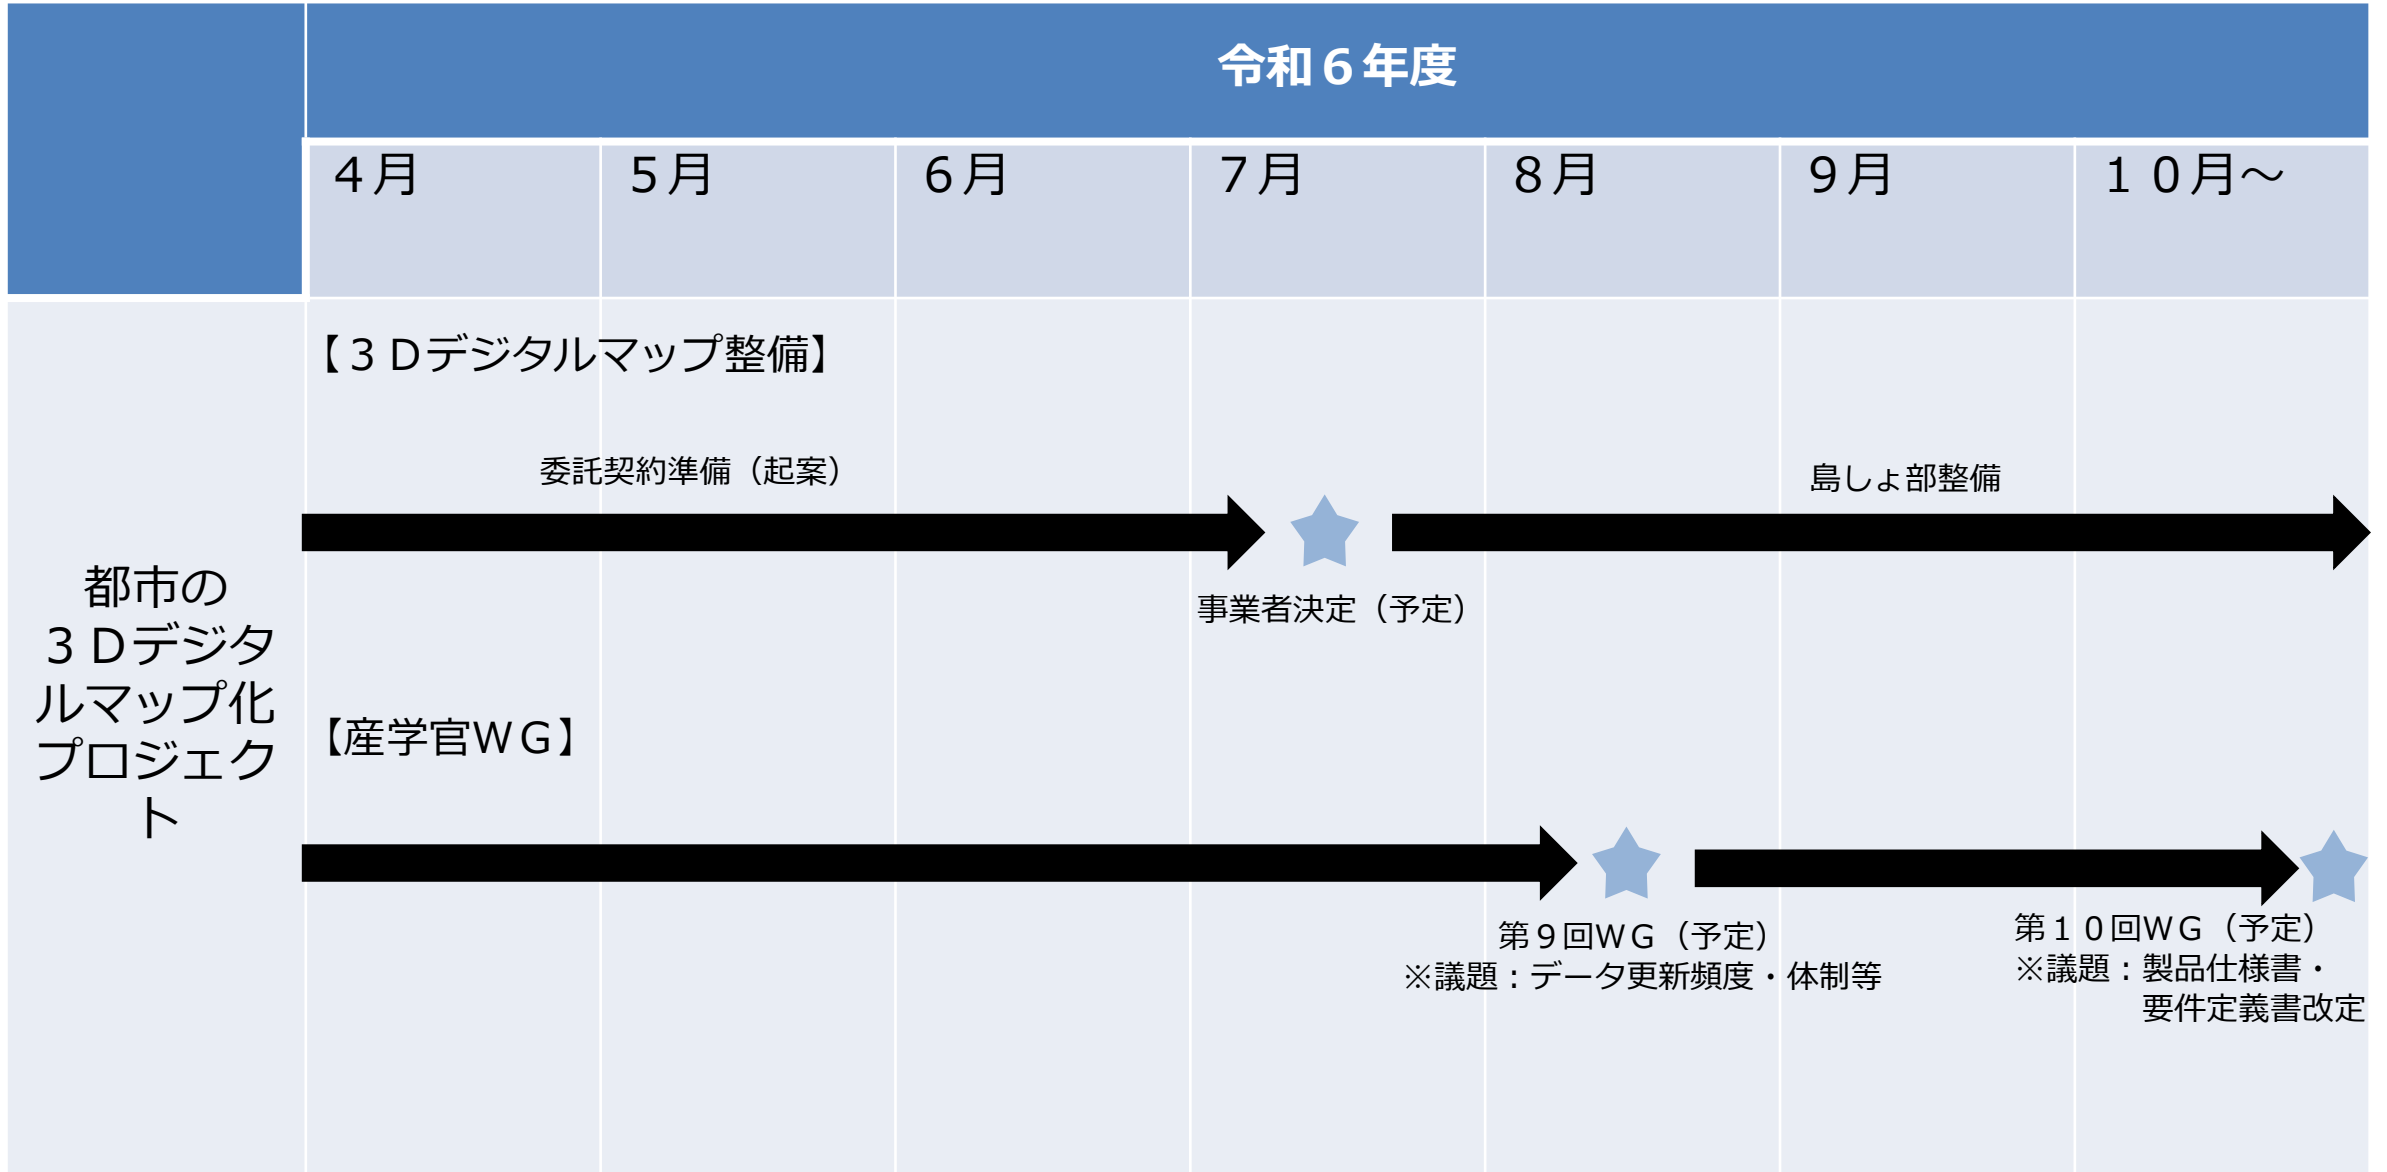 令和６年度
４月
５月
６月
７月
８月
９月
１０月～
【３Ｄデジタルマップ整備】
委託契約準備（起案）
島しょ部整備
事業者決定（予定）
都市の
３Ｄデジタ
ルマップ化
プロジェク
ト
【産学官ＷＧ】
第９回ＷＧ（予定）
※議題：データ更新頻度・体制等
第１０回ＷＧ（予定）
※議題：製品仕様書・
要件定義書改定